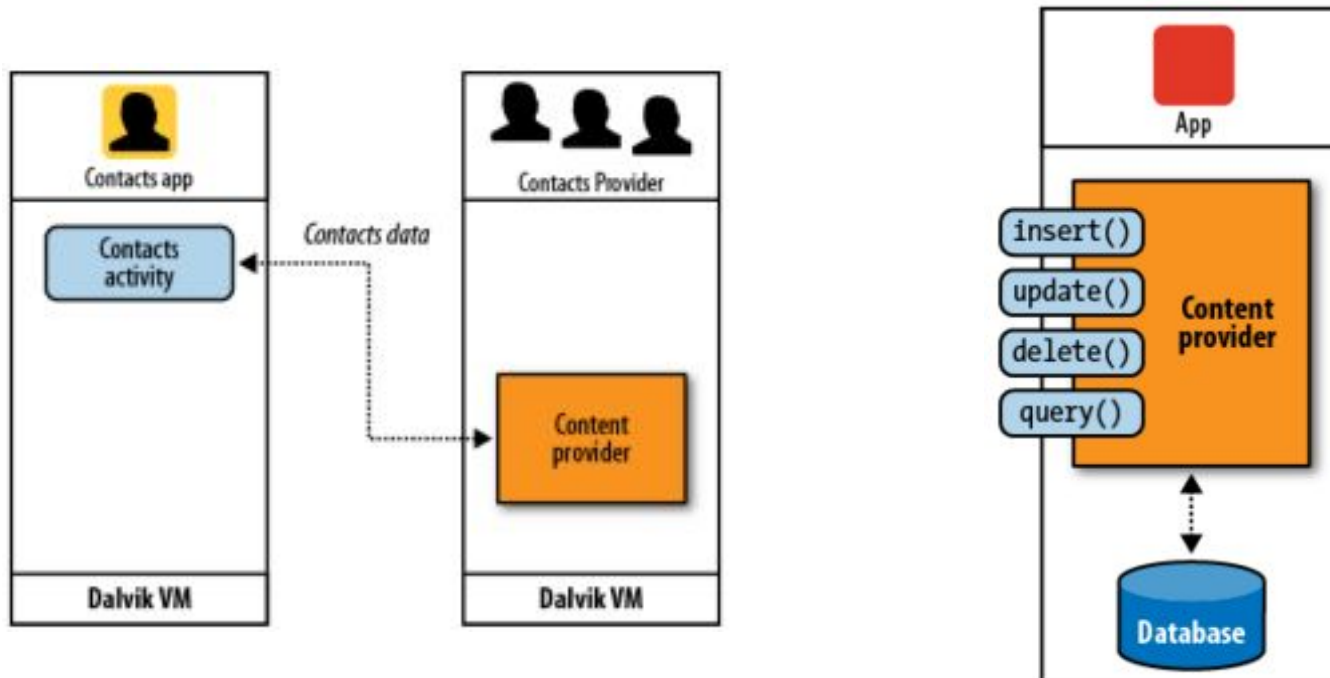 Contacts app
Contacts
activity
Dalvik VM
Contacts data
Contacts Provider
Content
provider
Dalvik VM
App
insert()
update()
delete()
query()
Content
provider
Database